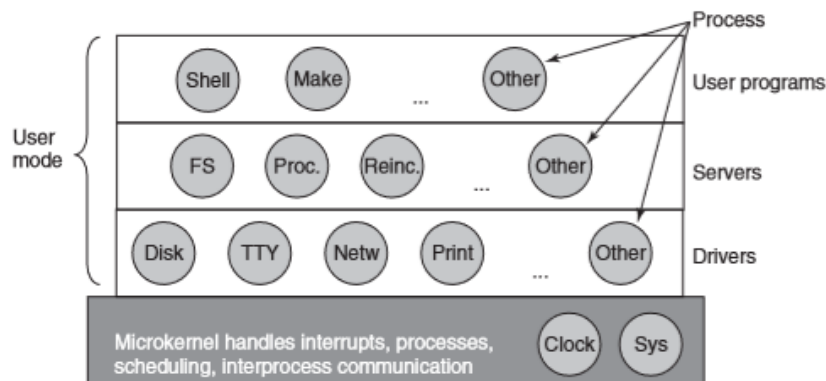 Process
Shell Make ... Other
User programs
User
mode
FS Proc. Reinc. ... Other
Servers
Disk TTY Netw Print ... Other
Drivers
Microkernel handles interrupts, processes,
scheduling, interprocess communication
Clock Sys